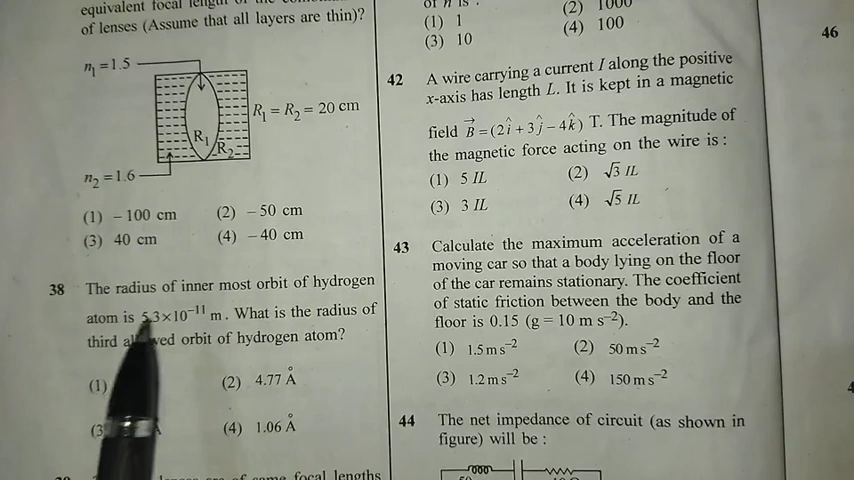 equivalent focal length of the
of lenses (Assume that all layers are thin)?
n₁ = 1.5
R₁ = R₂ = 20 cm
R₁
R₂
n₂ = 1.6
(1) – 100 cm (2) – 50 cm
(3) 40 cm (4) – 40 cm
38 The radius of inner most orbit of hydrogen
atom is 5.3×10⁻¹¹ m. What is the radius of
third allowed orbit of hydrogen atom?
(1) (2) 4.77 Å
(3 Å (4) 1.06 Å
of some focal lengths
of n is :
(1) 1 (2) 1000
(3) 10 (4) 100
42 A wire carrying a current I along the positive
x-axis has length L. It is kept in a magnetic
field B⃗ = (2î + 3ĵ – 4k̂) T. The magnitude of
the magnetic force acting on the wire is :
(1) 5 IL (2) √3 IL
(3) 3 IL (4) √5 IL
43 Calculate the maximum acceleration of a
moving car so that a body lying on the floor
of the car remains stationary. The coefficient
of static friction between the body and the
floor is 0.15 (g = 10 m s⁻²).
(1) 1.5 m s⁻² (2) 50 m s⁻²
(3) 1.2 m s⁻² (4) 150 m s⁻²
44 The net impedance of circuit (as shown in
figure) will be :
46
4